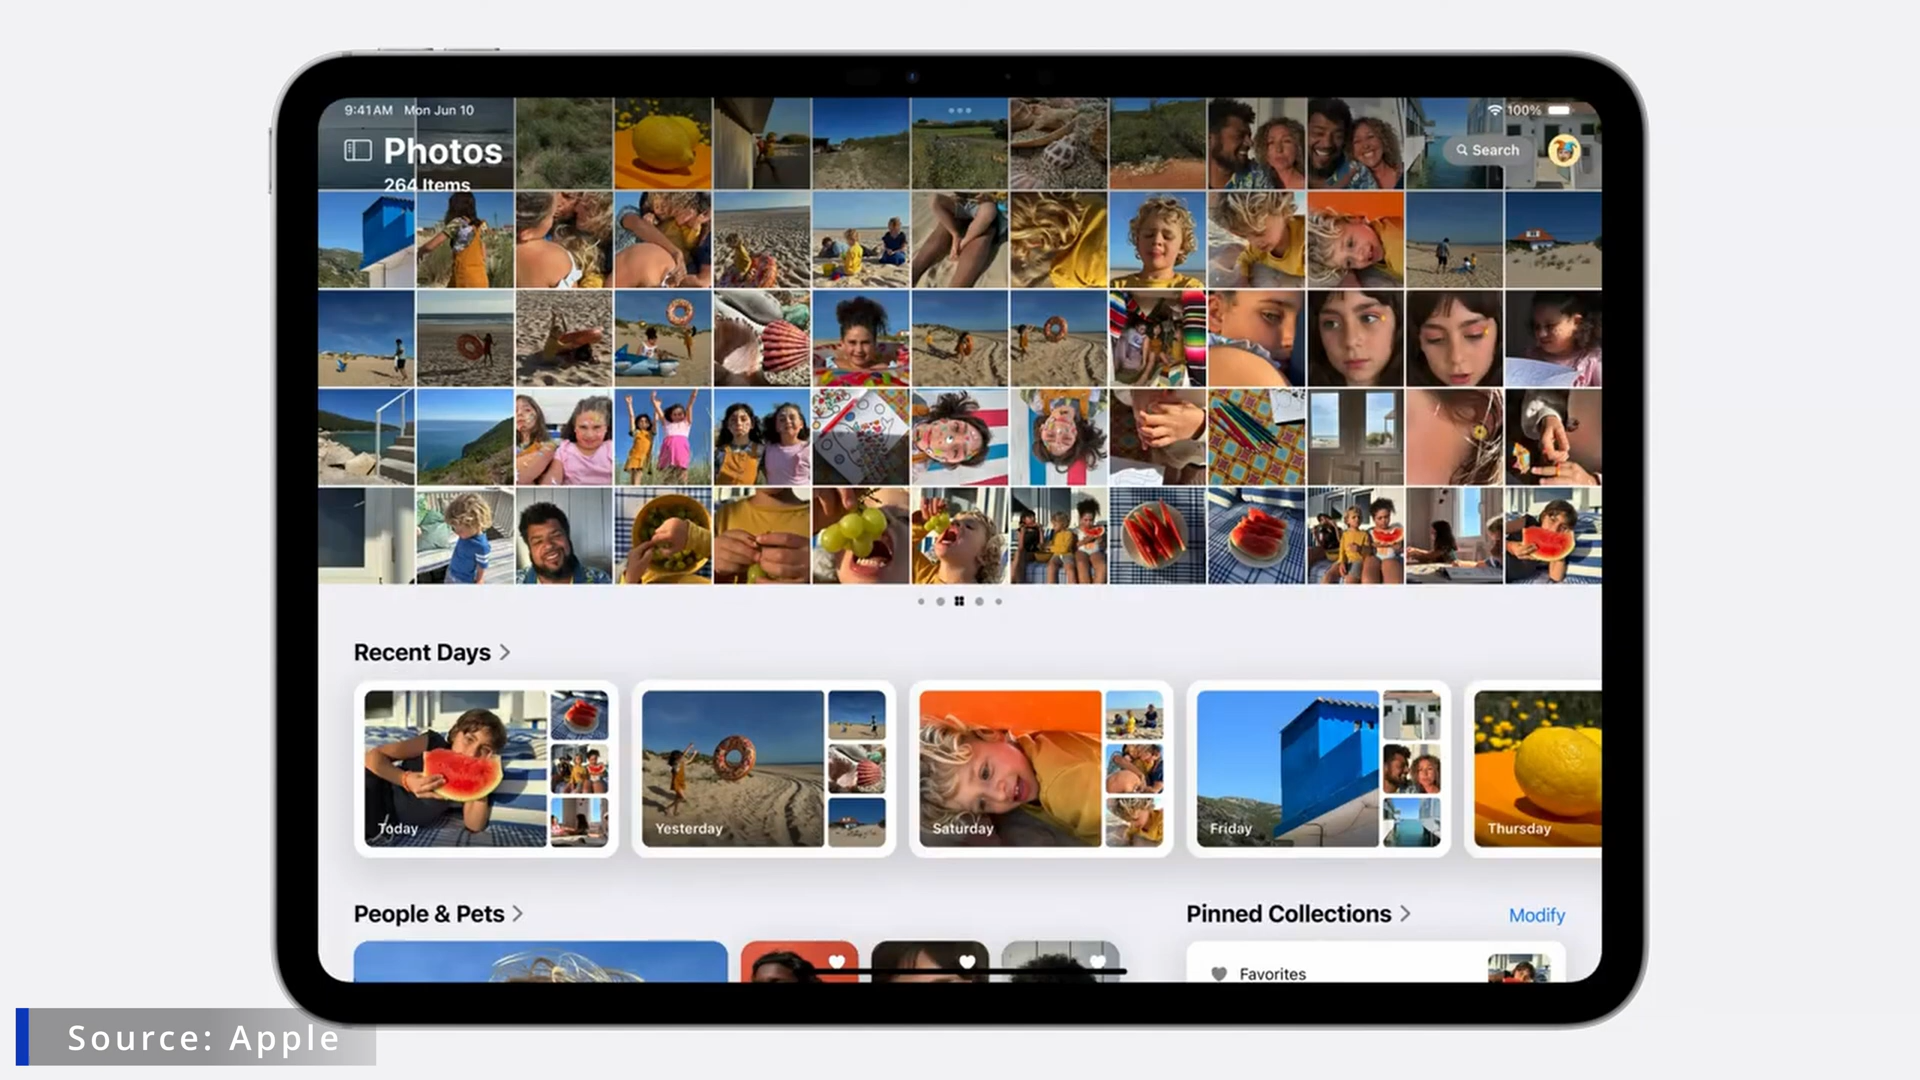 9:41 AM Mon Jun 10
100%
Photos
264 Items
Search
Recent Days
Today
Yesterday
Saturday
Friday
Thursday
People & Pets
Pinned Collections
Modify
Favorites
Source: Apple